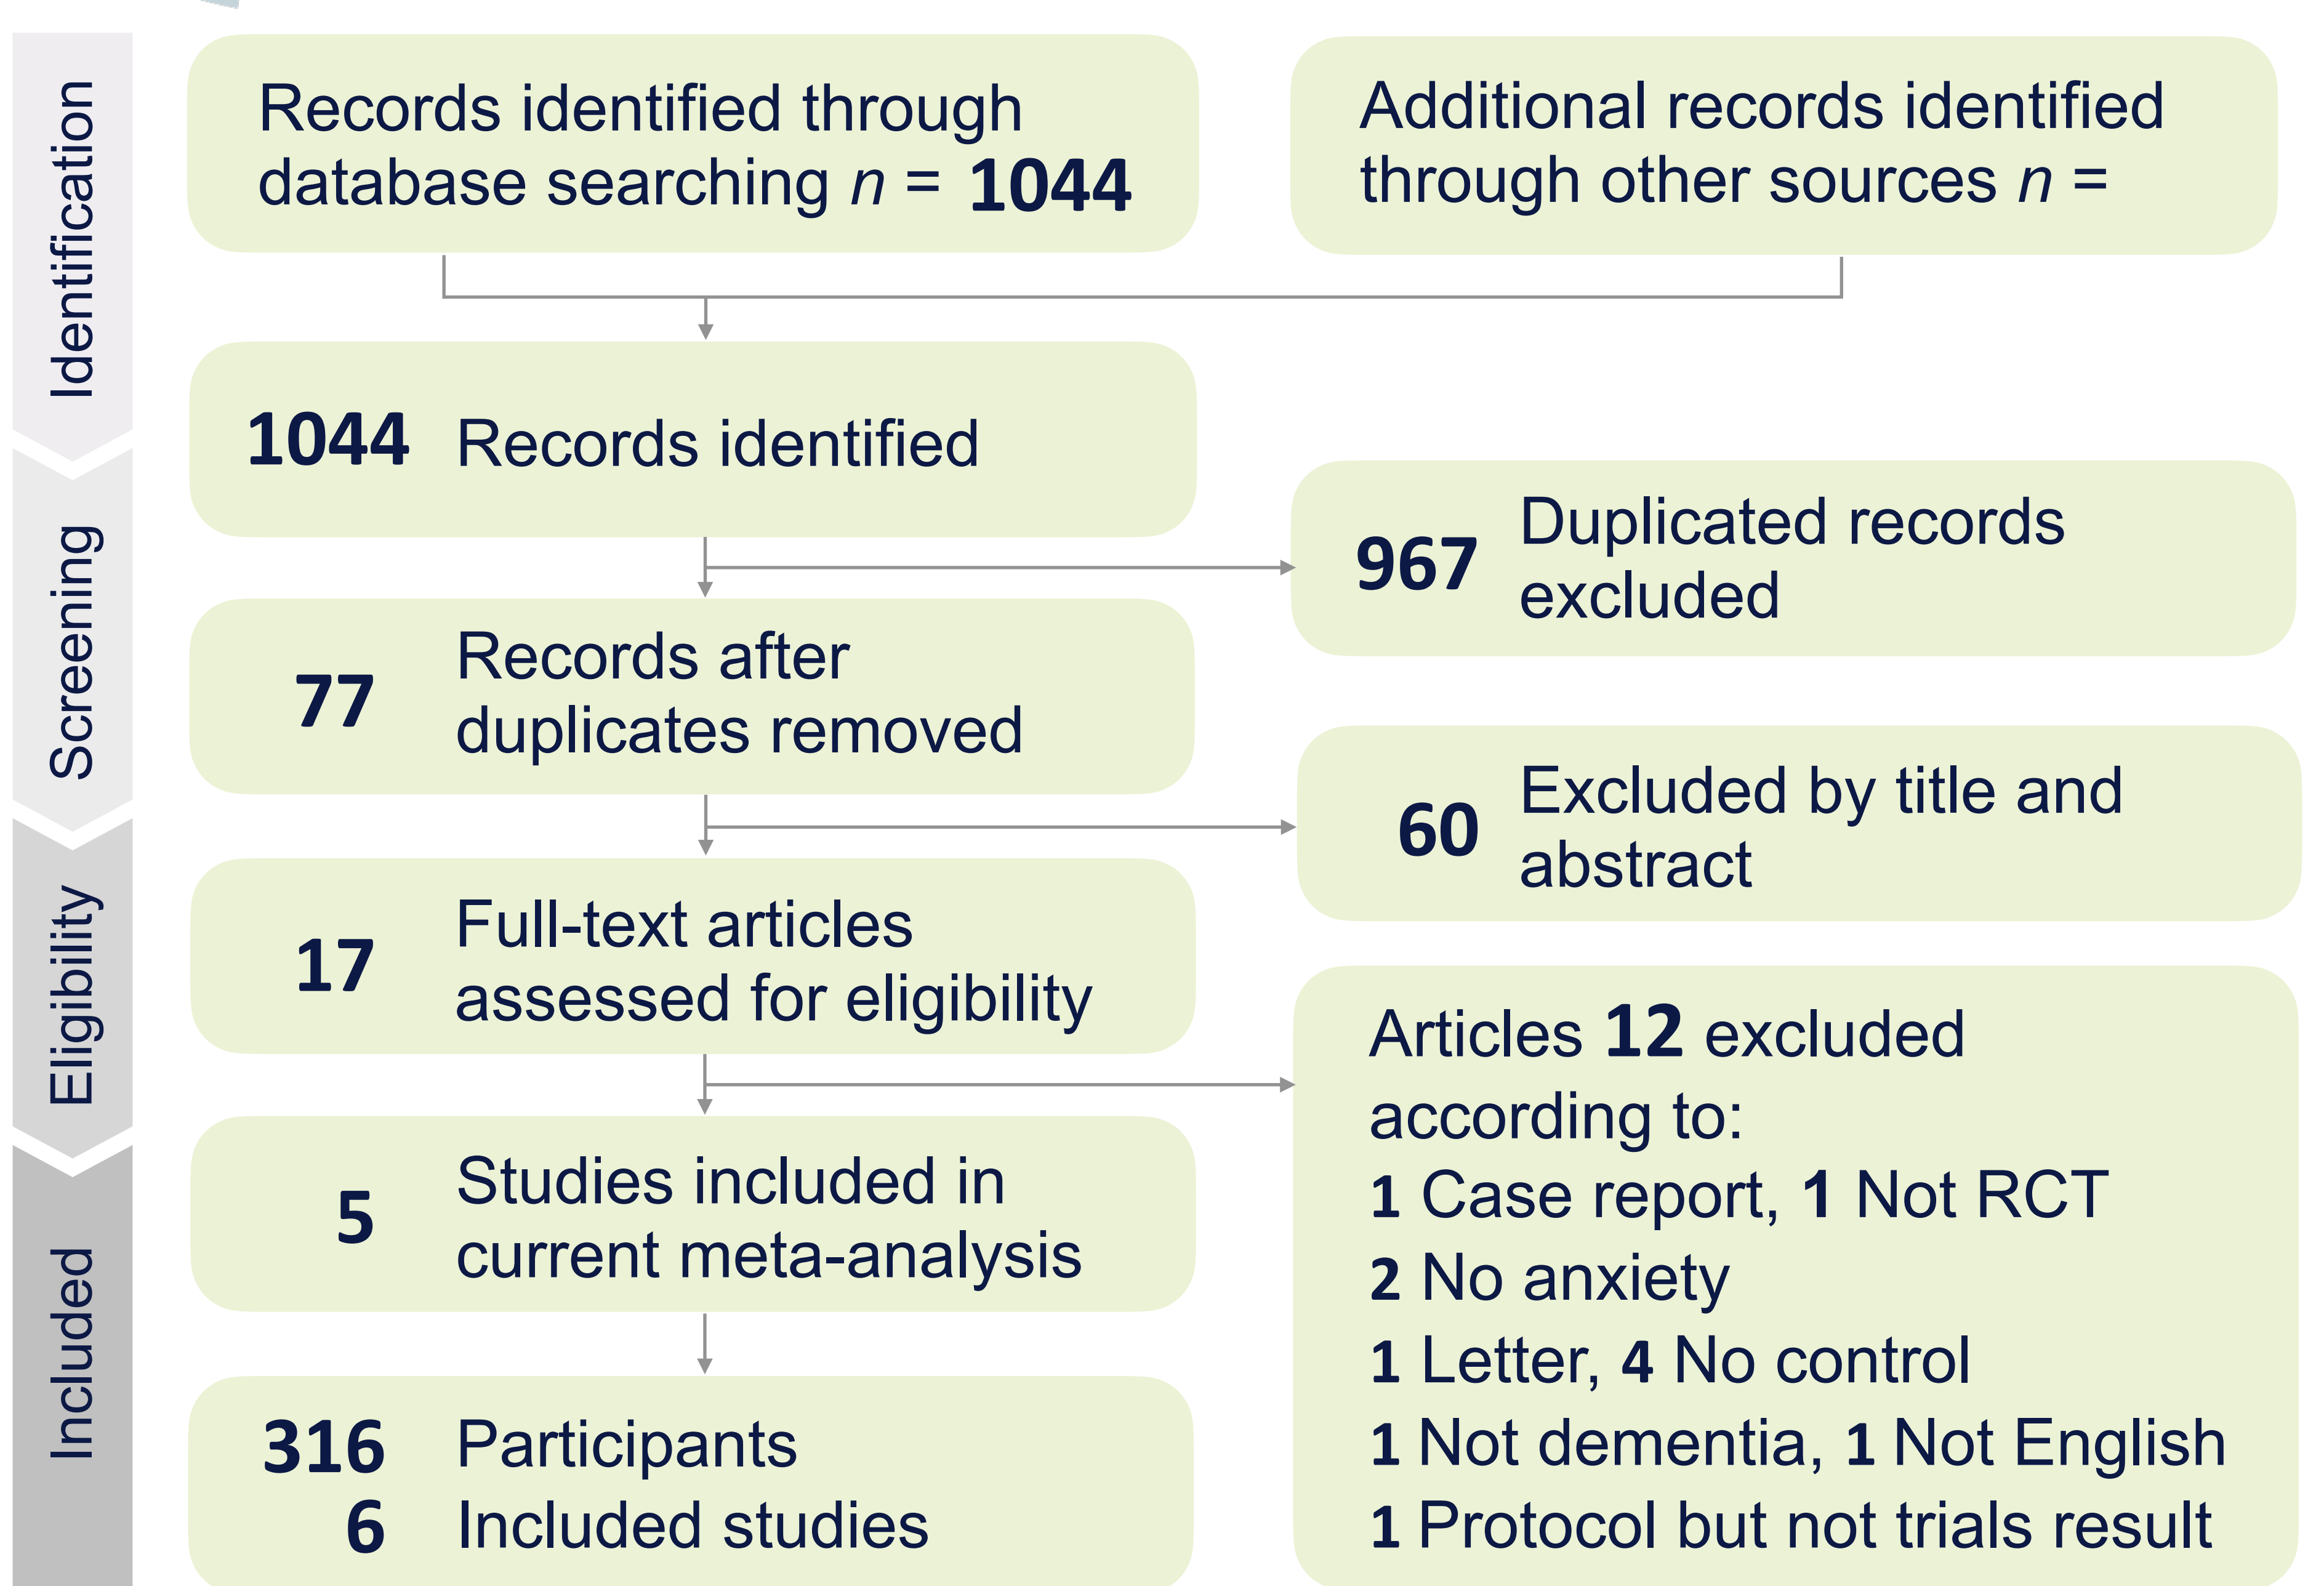 Identification
Records identified through
database searching n = 1044
Additional records identified
through other sources n =
1044 Records identified
Screening
967 Duplicated records
excluded
77 Records after
duplicates removed
60 Excluded by title and
abstract
Eligibility
17 Full-text articles
assessed for eligibility
Articles 12 excluded
according to:
1 Case report, 1 Not RCT
2 No anxiety
1 Letter, 4 No control
1 Not dementia, 1 Not English
1 Protocol but not trials result
Included
5 Studies included in
current meta-analysis
316 Participants
6 Included studies